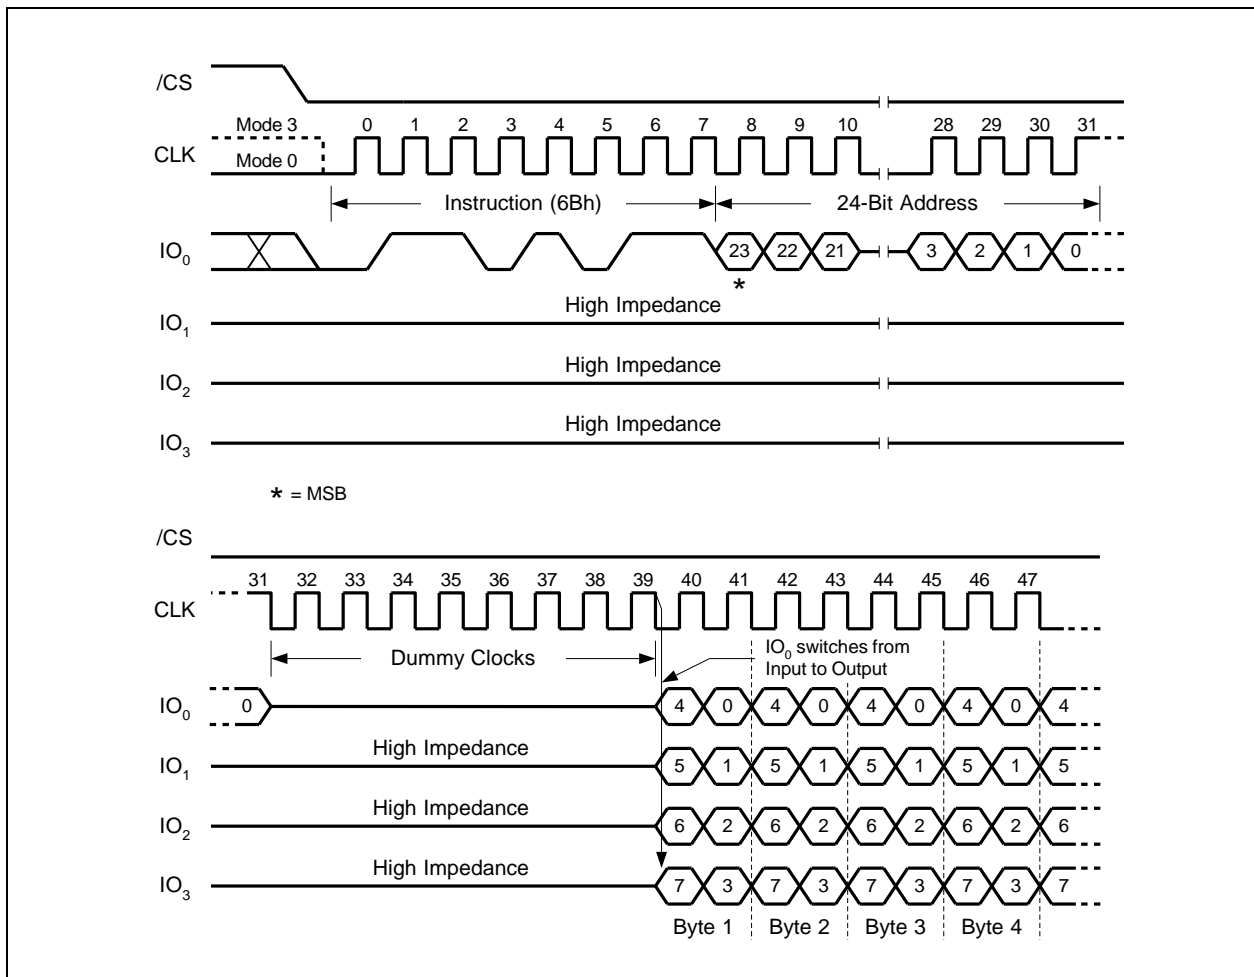 /CS
Mode 3 0 1 2 3 4 5 6 7 8 9 10 28 29 30 31
CLK
Mode 0
Instruction (6Bh) 24-Bit Address
IO0 23 22 21 3 2 1 0
*
High Impedance
IO1
High Impedance
IO2
High Impedance
IO3
* = MSB
/CS
31 32 33 34 35 36 37 38 39 40 41 42 43 44 45 46 47
CLK
Dummy Clocks
IO0 switches from
Input to Output
IO0 0 4 0 4 0 4 0 4 0 4
High Impedance
IO1 5 1 5 1 5 1 5 1 5
High Impedance
IO2 6 2 6 2 6 2 6 2 6
High Impedance
IO3 7 3 7 3 7 3 7 3 7
Byte 1 Byte 2 Byte 3 Byte 4